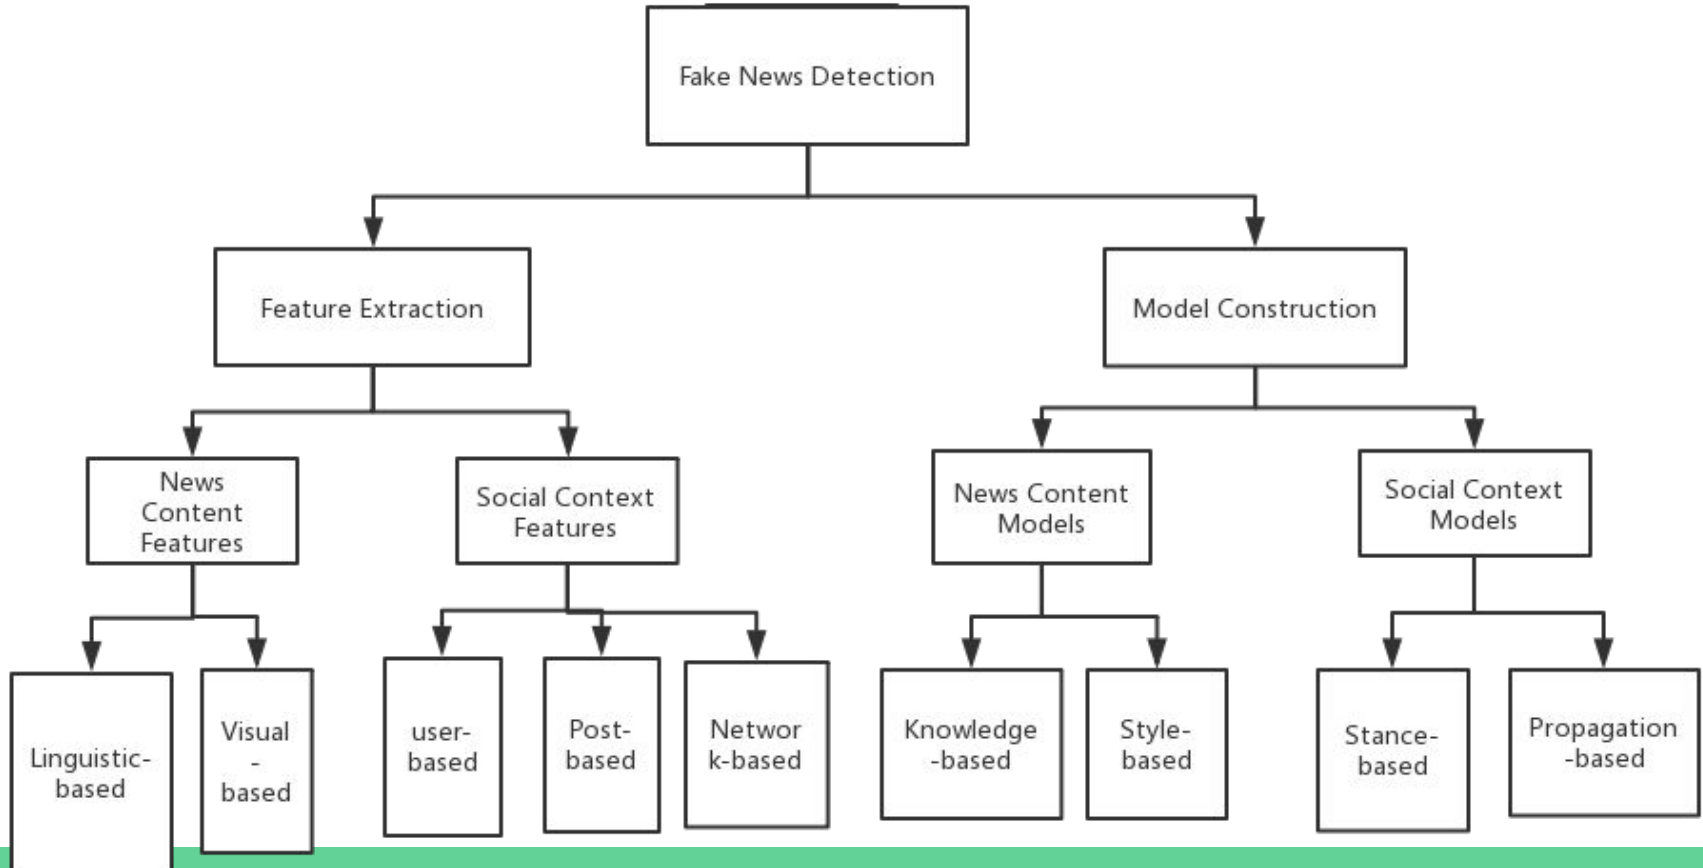 Fake News Detection
Feature Extraction
Model Construction
News
Content
Features
Social Context
Features
News Content
Models
Social Context
Models
Linguistic-
based
Visual
-
based
user-
based
Post-
based
Networ
k-based
Knowledge
-based
Style-
based
Stance-
based
Propagation
-based